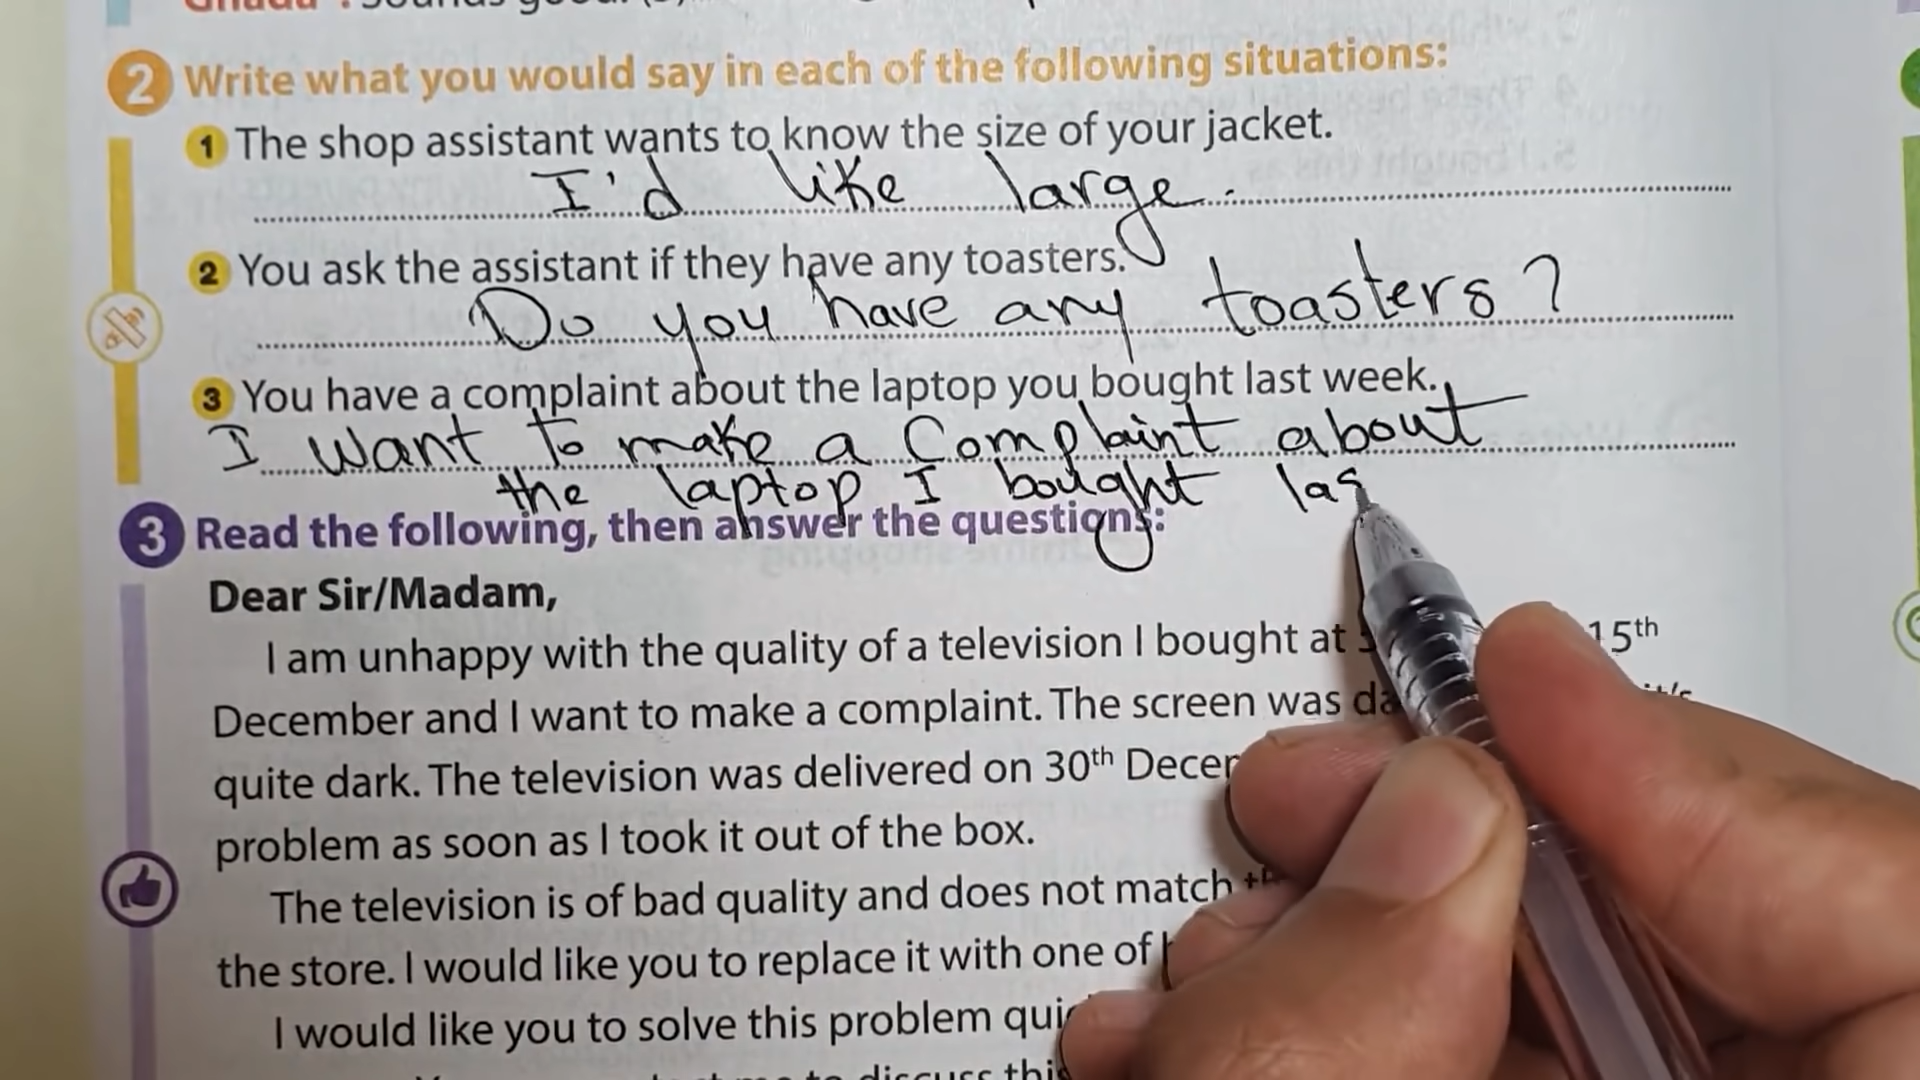 2 Write what you would say in each of the following situations:
1 The shop assistant wants to know the size of your jacket.
I'd like large.
2 You ask the assistant if they have any toasters.
Do you have any toasters?
3 You have a complaint about the laptop you bought last week.
I want to make a Complaint about
the laptop I bought las
3 Read the following, then answer the questions:
Dear Sir/Madam,
I am unhappy with the quality of a television I bought at 15th
December and I want to make a complaint. The screen was it's
quite dark. The television was delivered on 30th
problem as soon as I took it out of the box.
The television is of bad quality and does not match
the store. I would like you to replace it with one of
I would like you to solve this problem
to discuss this